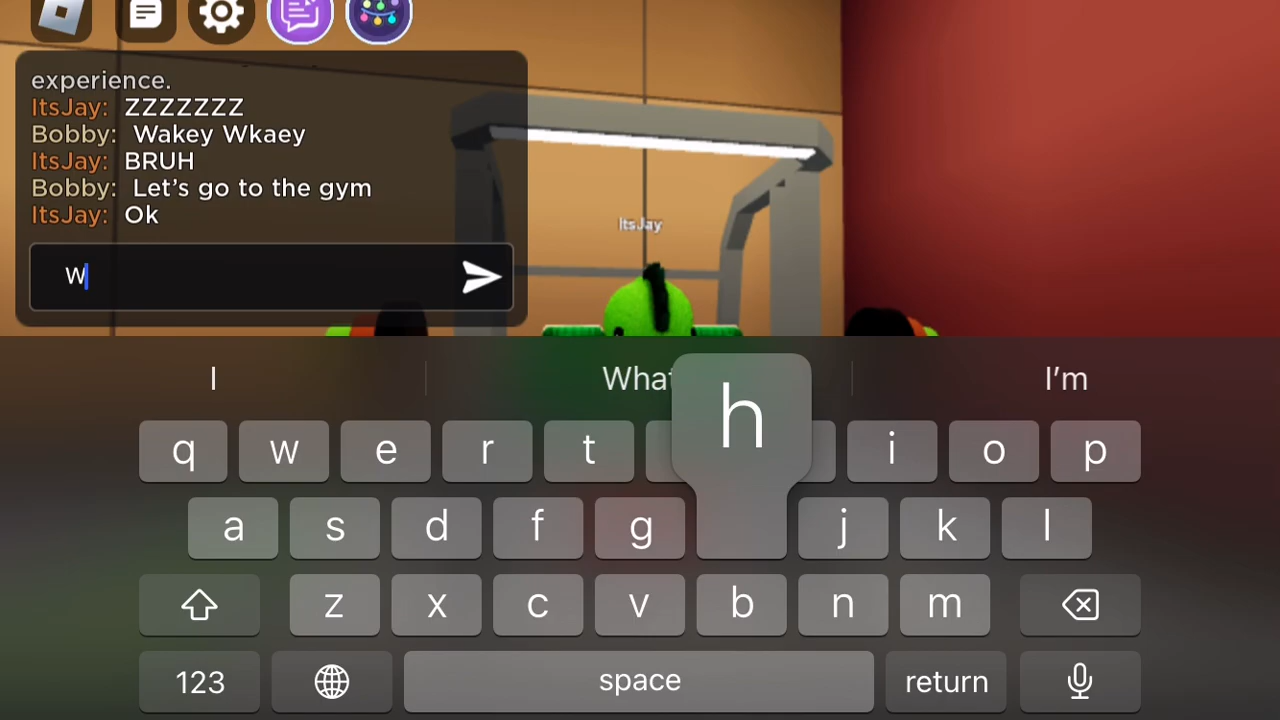 experience.
ItsJay: ZZZZZZZ
Bobby: Wakey Wkaey
ItsJay: BRUH
Bobby: Let’s go to the gym
ItsJay: Ok
ItsJay
W
I
I’m
h
q w e r t i o p
a s d f g j k l
z x c v b n m
123 space return